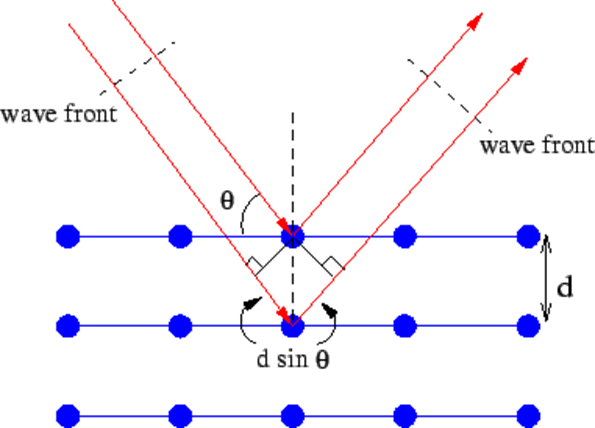 wave front
wave front
θ
d
d sin θ